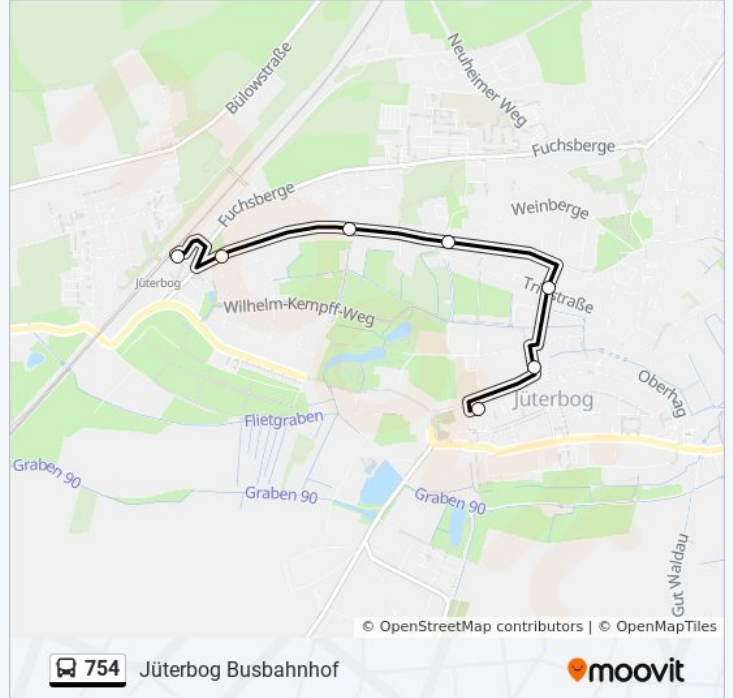 Bülowstraße
Neuheimer Weg
Fuchsberge
Fuchsberge
Weinberge
Jüterbog
Wilhelm-Kempff-Weg
Jüterbog
Oberhag
Flietgraben
Graben 90
Graben 90
Graben 90
Gut Waldau
© OpenStreetMap contributors | © OpenMapTiles
754 Jüterbog Busbahnhof
moovit